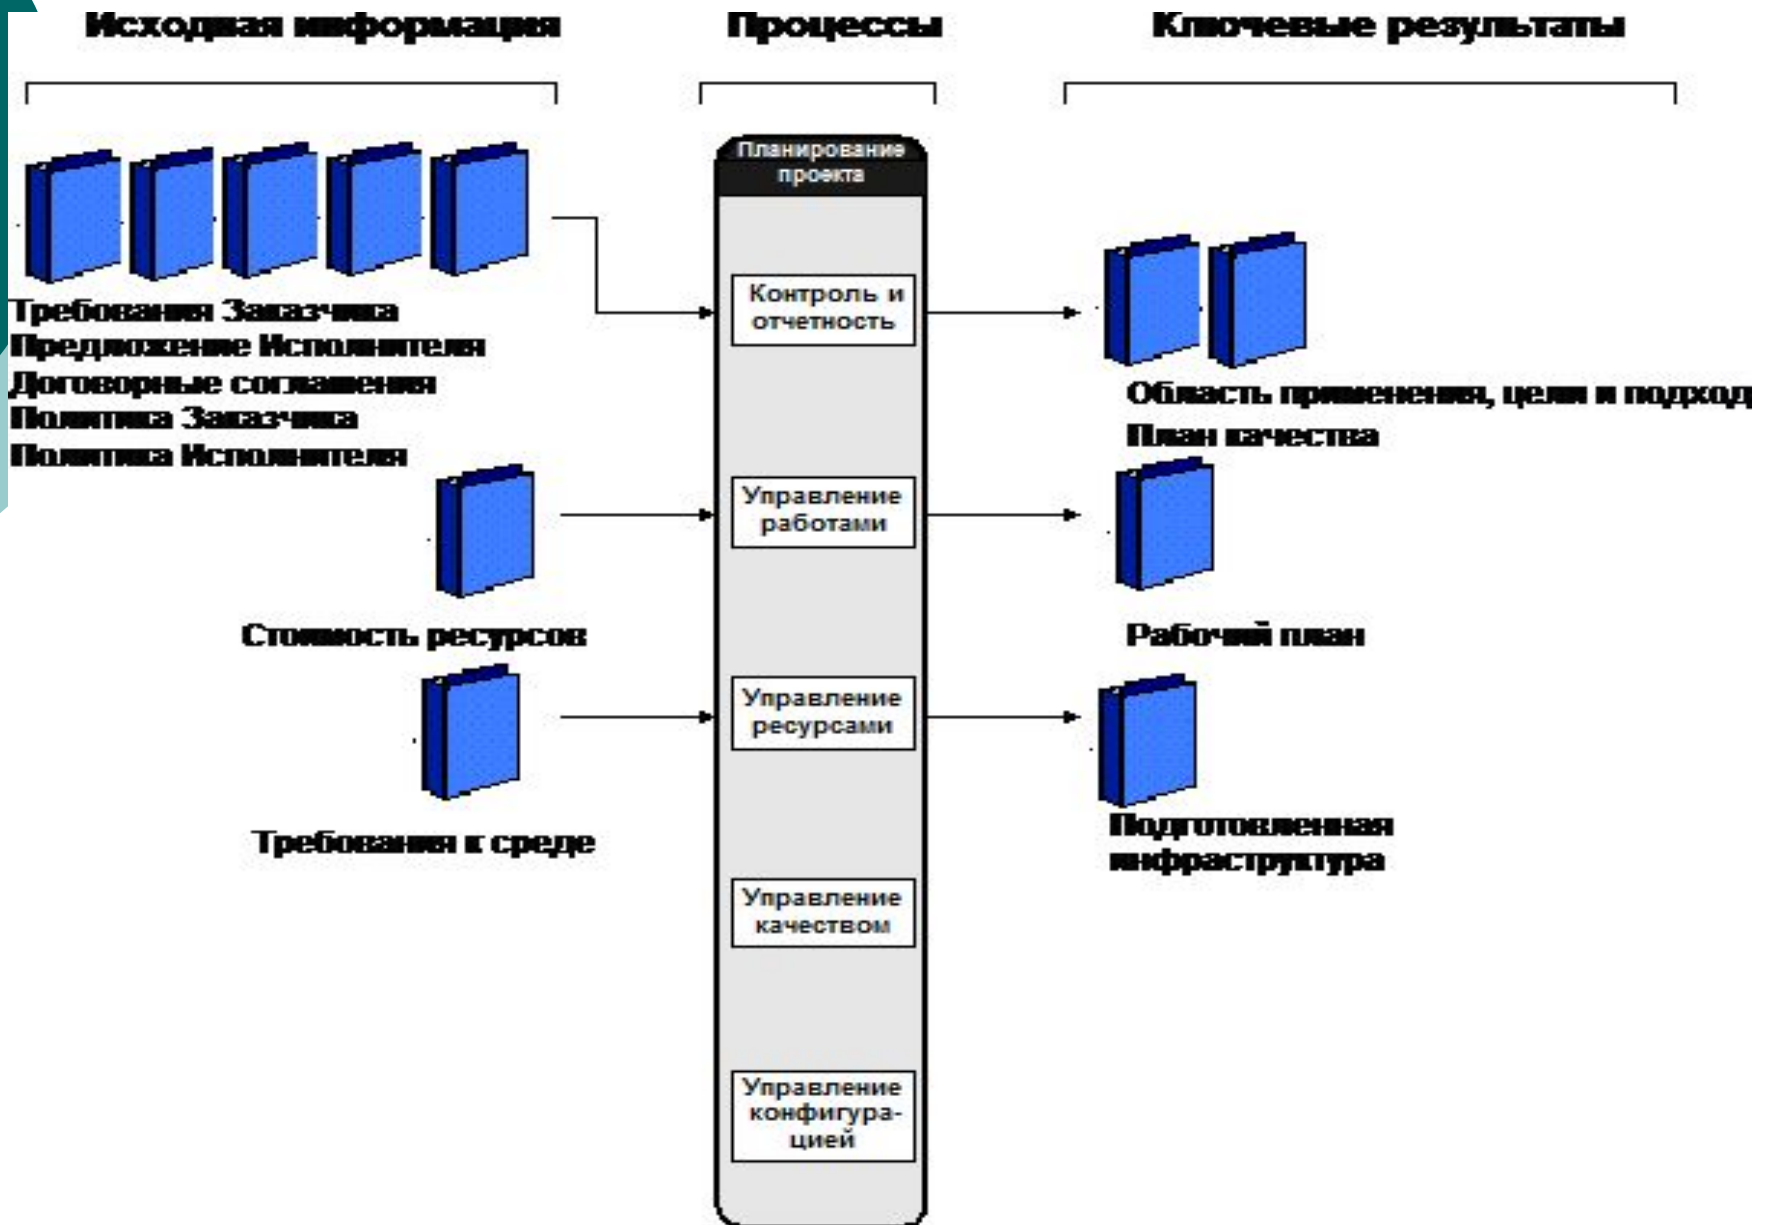 Исходная информация
Процессы
Ключевые результаты
Планирование
проекта
Требования Заказчика
Предложение Исполнителя
Договорные соглашения
Политика Заказчика
Политика Исполнителя
Контроль и
отчетность
Область применения, цели и подход
План качества
Стоимость ресурсов
Управление
работами
Рабочий план
Требования к среде
Управление
ресурсами
Подготовленная
инфраструктура
Управление
качеством
Управление
конфигура-
цией